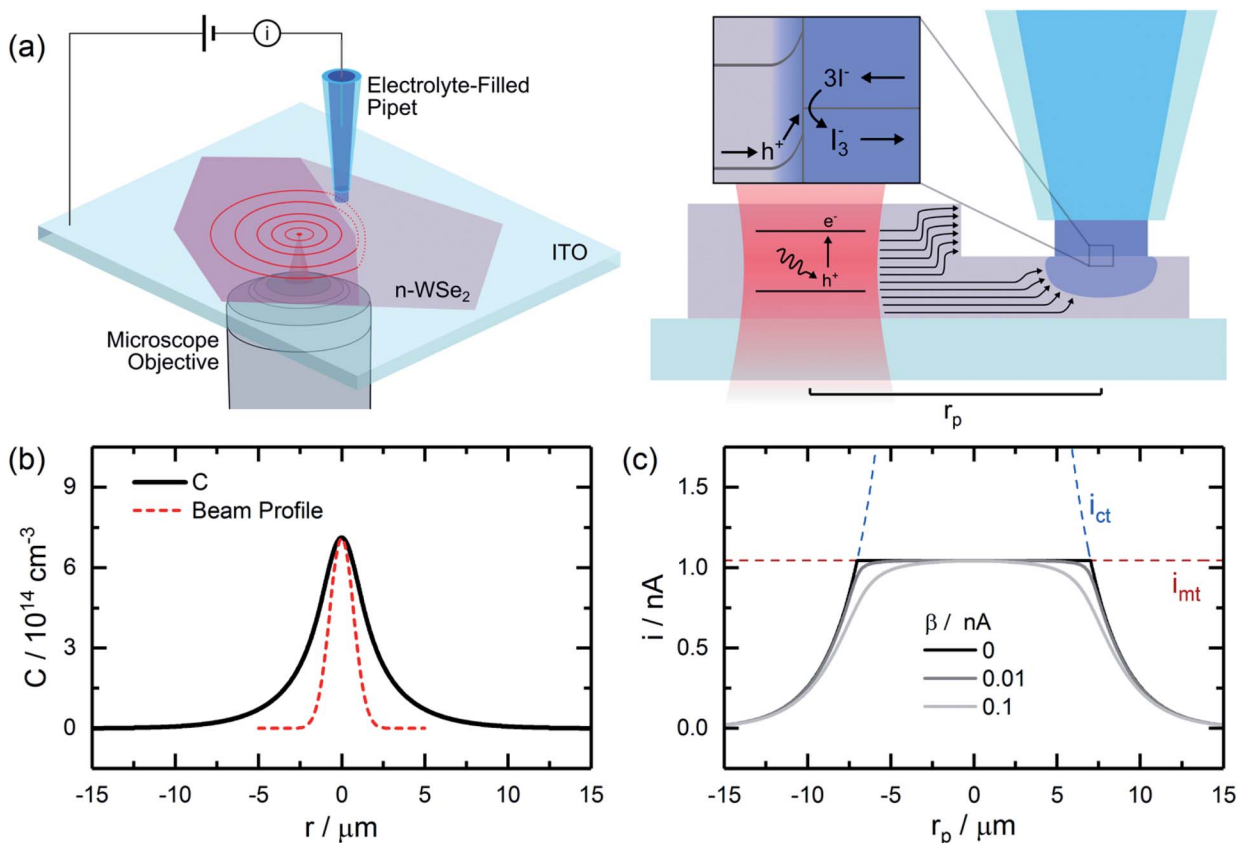 (a)
i
Electrolyte-Filled
Pipet
ITO
n-WSe₂
Microscope
Objective
3I⁻
h⁺
I₃⁻
e⁻
h⁺
rₚ
(b)
C / 10¹⁴ cm⁻³
9
6
3
0
C
Beam Profile
-15 -10 -5 0 5 10 15
r / μm
(c)
i / nA
1.5
1.0
0.5
0.0
i_ct
i_mt
β / nA
0
0.01
0.1
-15 -10 -5 0 5 10 15
rₚ / μm